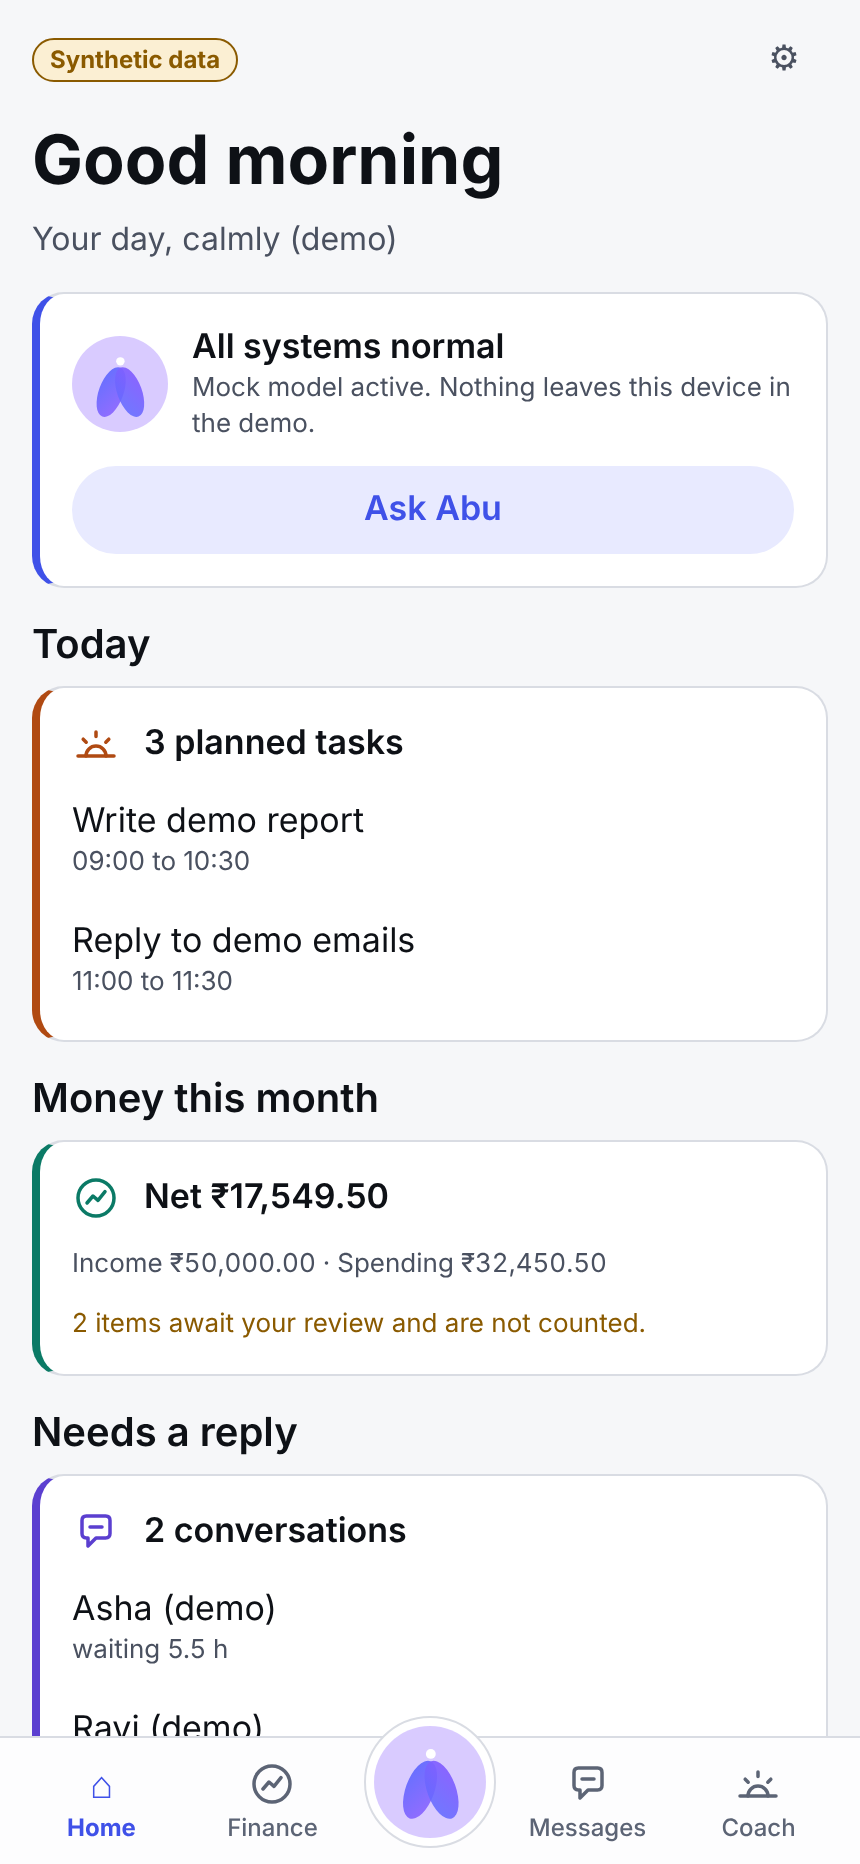 Synthetic data
Good morning
Your day, calmly (demo)
All systems normal
Mock model active. Nothing leaves this device in
the demo.
Ask Abu
Today
3 planned tasks
Write demo report
09:00 to 10:30
Reply to demo emails
11:00 to 11:30
Money this month
Net ₹17,549.50
Income ₹50,000.00 · Spending ₹32,450.50
2 items await your review and are not counted.
Needs a reply
2 conversations
Asha (demo)
waiting 5.5 h
Ravi (demo)
Home
Finance
Messages
Coach